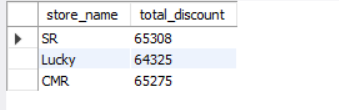 store_name total_discount
SR 65308
Lucky 64325
CMR 65275